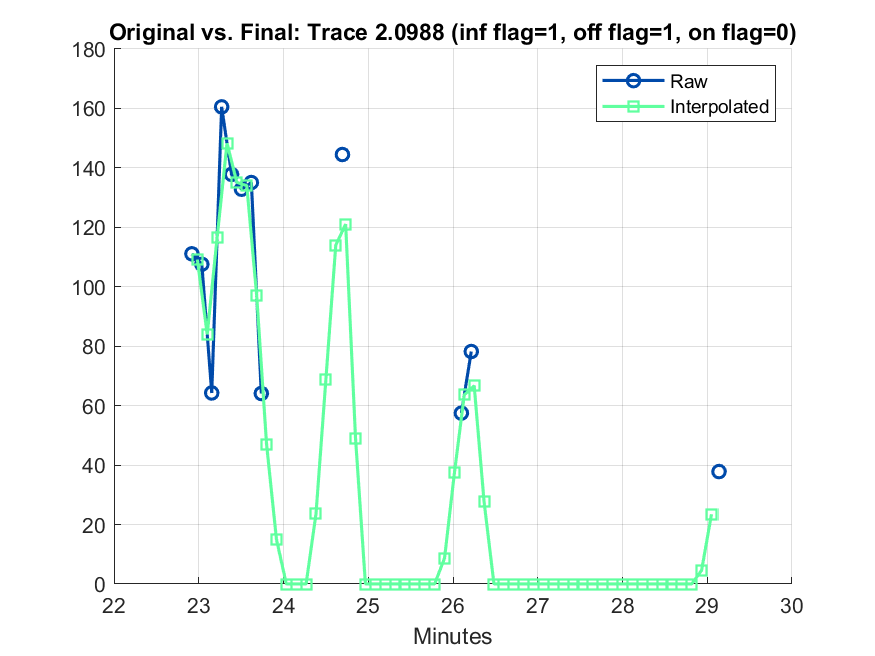 Original vs. Final: Trace 2.0988 (inf flag=1, off flag=1, on flag=0)
180
160
140
120
100
80
60
40
20
0
Raw
Interpolated
22 23 24 25 26 27 28 29 30
Minutes